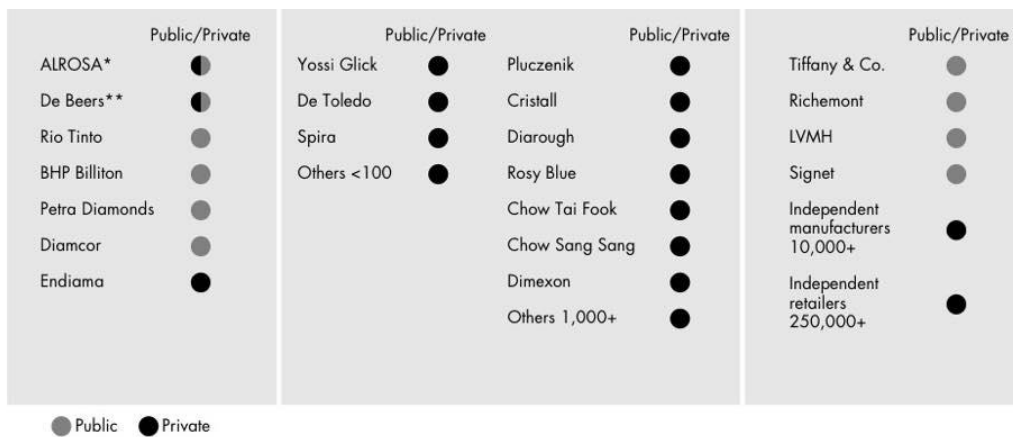 Public/Private
ALROSA*
De Beers**
Rio Tinto
BHP Billiton
Petra Diamonds
Diamcor
Endiama
Public/Private
Yossi Glick
De Toledo
Spira
Others <100
Public/Private
Pluczenik
Cristall
Diarough
Rosy Blue
Chow Tai Fook
Chow Sang Sang
Dimexon
Others 1,000+
Public/Private
Tiffany & Co.
Richemont
LVMH
Signet
Independent
manufacturers
10,000+
Independent
retailers
250,000+
Public Private